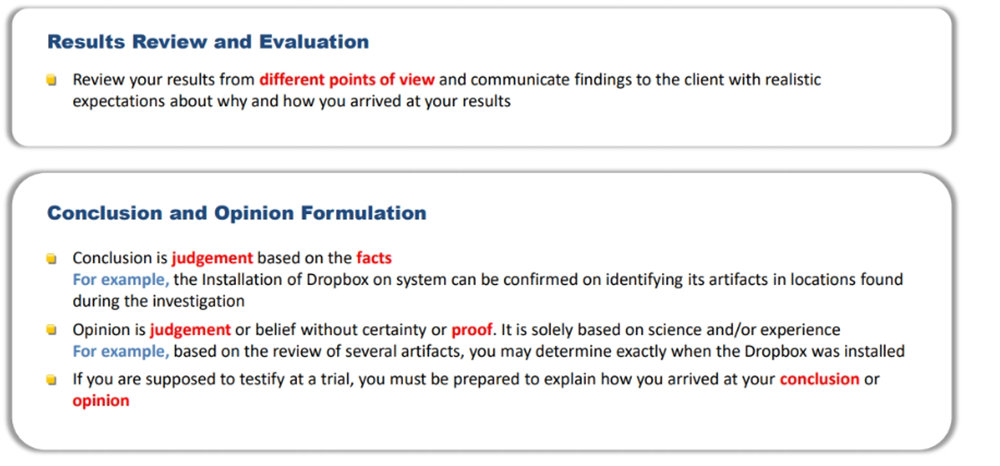 Results Review and Evaluation
Review your results from different points of view and communicate findings to the client with realistic
expectations about why and how you arrived at your results
Conclusion and Opinion Formulation
Conclusion is judgement based on the facts
For example, the Installation of Dropbox on system can be confirmed on identifying its artifacts in locations found
during the investigation
Opinion is judgement or belief without certainty or proof. It is solely based on science and/or experience
For example, based on the review of several artifacts, you may determine exactly when the Dropbox was installed
If you are supposed to testify at a trial, you must be prepared to explain how you arrived at your conclusion or
opinion